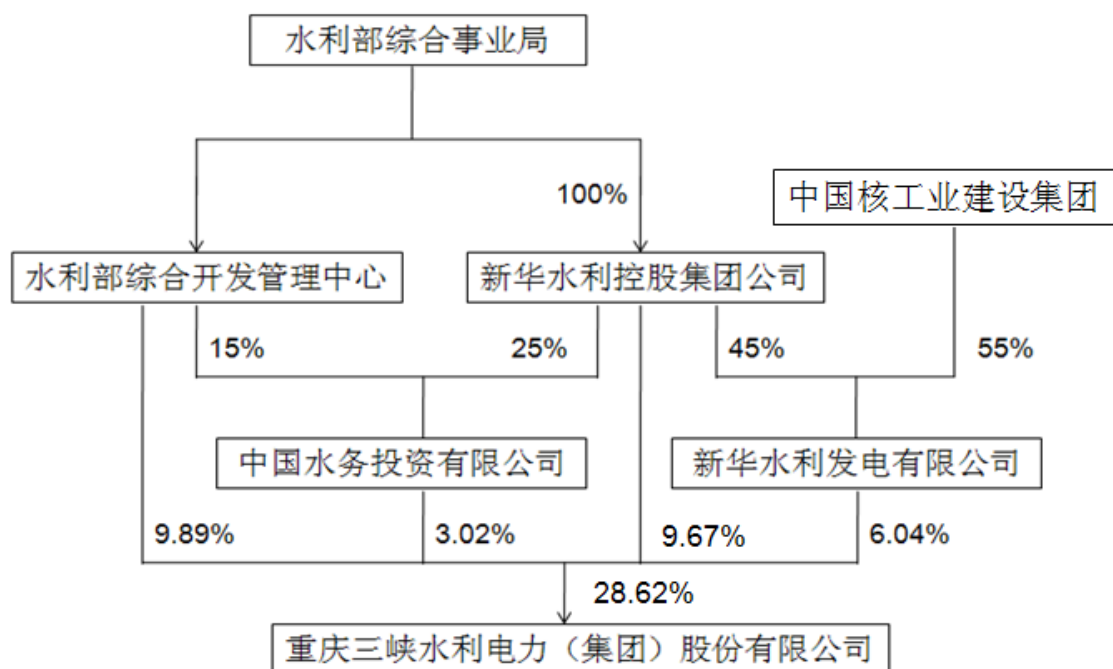 水利部综合事业局
100%
中国核工业建设集团
水利部综合开发管理中心
新华水利控股集团公司
15%
25%
45%
55%
中国水务投资有限公司
新华水利发电有限公司
9.89%
3.02%
9.67%
6.04%
28.62%
重庆三峡水利电力（集团）股份有限公司